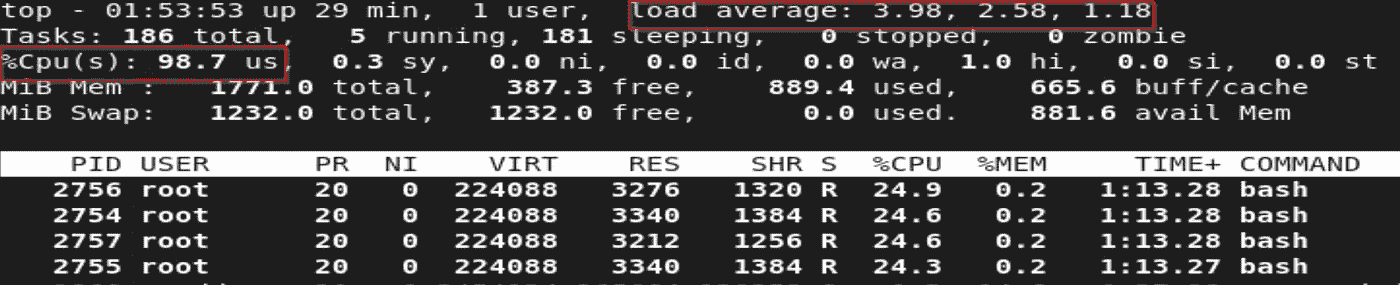 top - 01:53:53 up 29 min, 1 user, load average: 3.98, 2.58, 1.18
Tasks: 186 total, 5 running, 181 sleeping, 0 stopped, 0 zombie
%Cpu(s): 98.7 us, 0.3 sy, 0.0 ni, 0.0 id, 0.0 wa, 1.0 hi, 0.0 si, 0.0 st
MiB Mem : 1771.0 total, 387.3 free, 889.4 used, 665.6 buff/cache
MiB Swap: 1232.0 total, 1232.0 free, 0.0 used. 881.6 avail Mem
PID USER PR NI VIRT RES SHR S %CPU %MEM TIME+ COMMAND
2756 root 20 0 224088 3276 1320 R 24.9 0.2 1:13.28 bash
2754 root 20 0 224088 3340 1384 R 24.6 0.2 1:13.28 bash
2757 root 20 0 224088 3212 1256 R 24.6 0.2 1:13.28 bash
2755 root 20 0 224088 3340 1384 R 24.3 0.2 1:13.27 bash